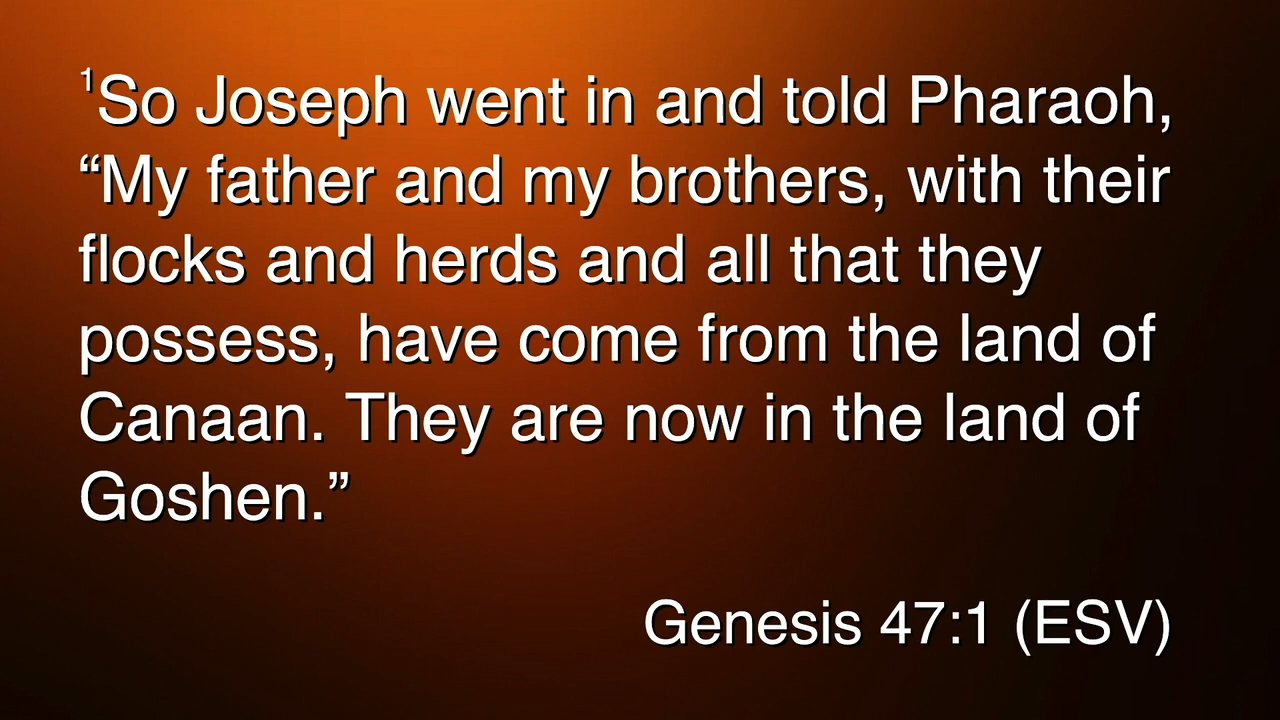 ¹So Joseph went in and told Pharaoh,
“My father and my brothers, with their
flocks and herds and all that they
possess, have come from the land of
Canaan. They are now in the land of
Goshen.”
Genesis 47:1 (ESV)